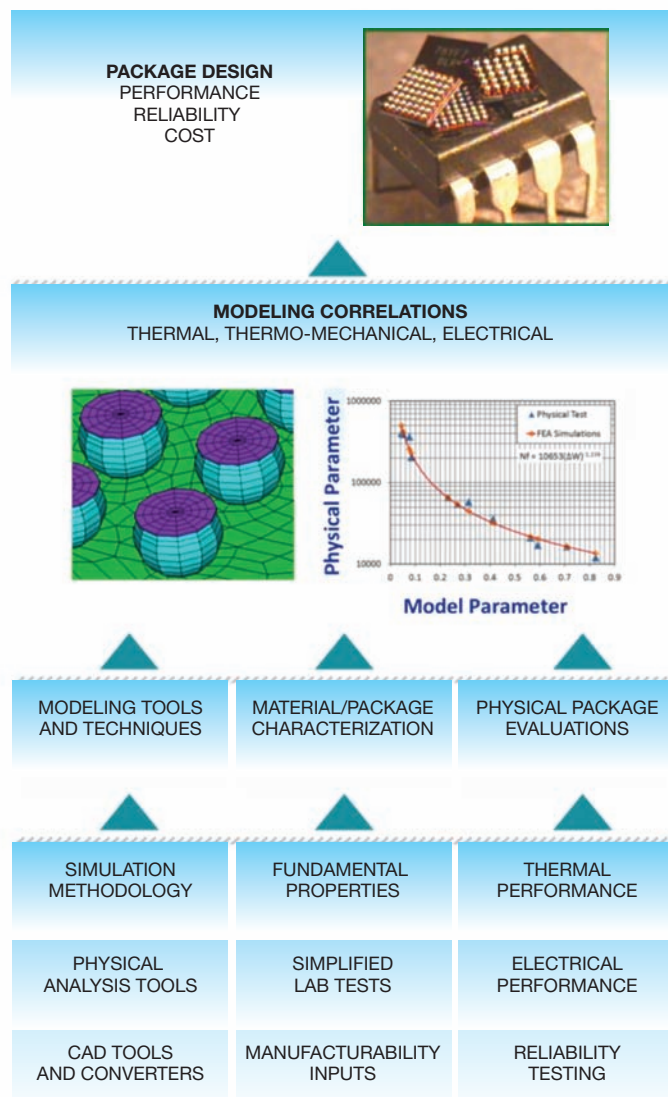 PACKAGE DESIGN
PERFORMANCE
RELIABILITY
COST
MODELING CORRELATIONS
THERMAL, THERMO-MECHANICAL, ELECTRICAL
Physical Parameter
1000000
100000
10000
Physical Test
FEA Simulations
Nf = 10653(ΔW)
0 0.1 0.2 0.3 0.4 0.5 0.6 0.7 0.8 0.9
Model Parameter
MODELING TOOLS
AND TECHNIQUES
MATERIAL/PACKAGE
CHARACTERIZATION
PHYSICAL PACKAGE
EVALUATIONS
SIMULATION
METHODOLOGY
FUNDAMENTAL
PROPERTIES
THERMAL
PERFORMANCE
PHYSICAL
ANALYSIS TOOLS
SIMPLIFIED
LAB TESTS
ELECTRICAL
PERFORMANCE
CAD TOOLS
AND CONVERTERS
MANUFACTURABILITY
INPUTS
RELIABILITY
TESTING